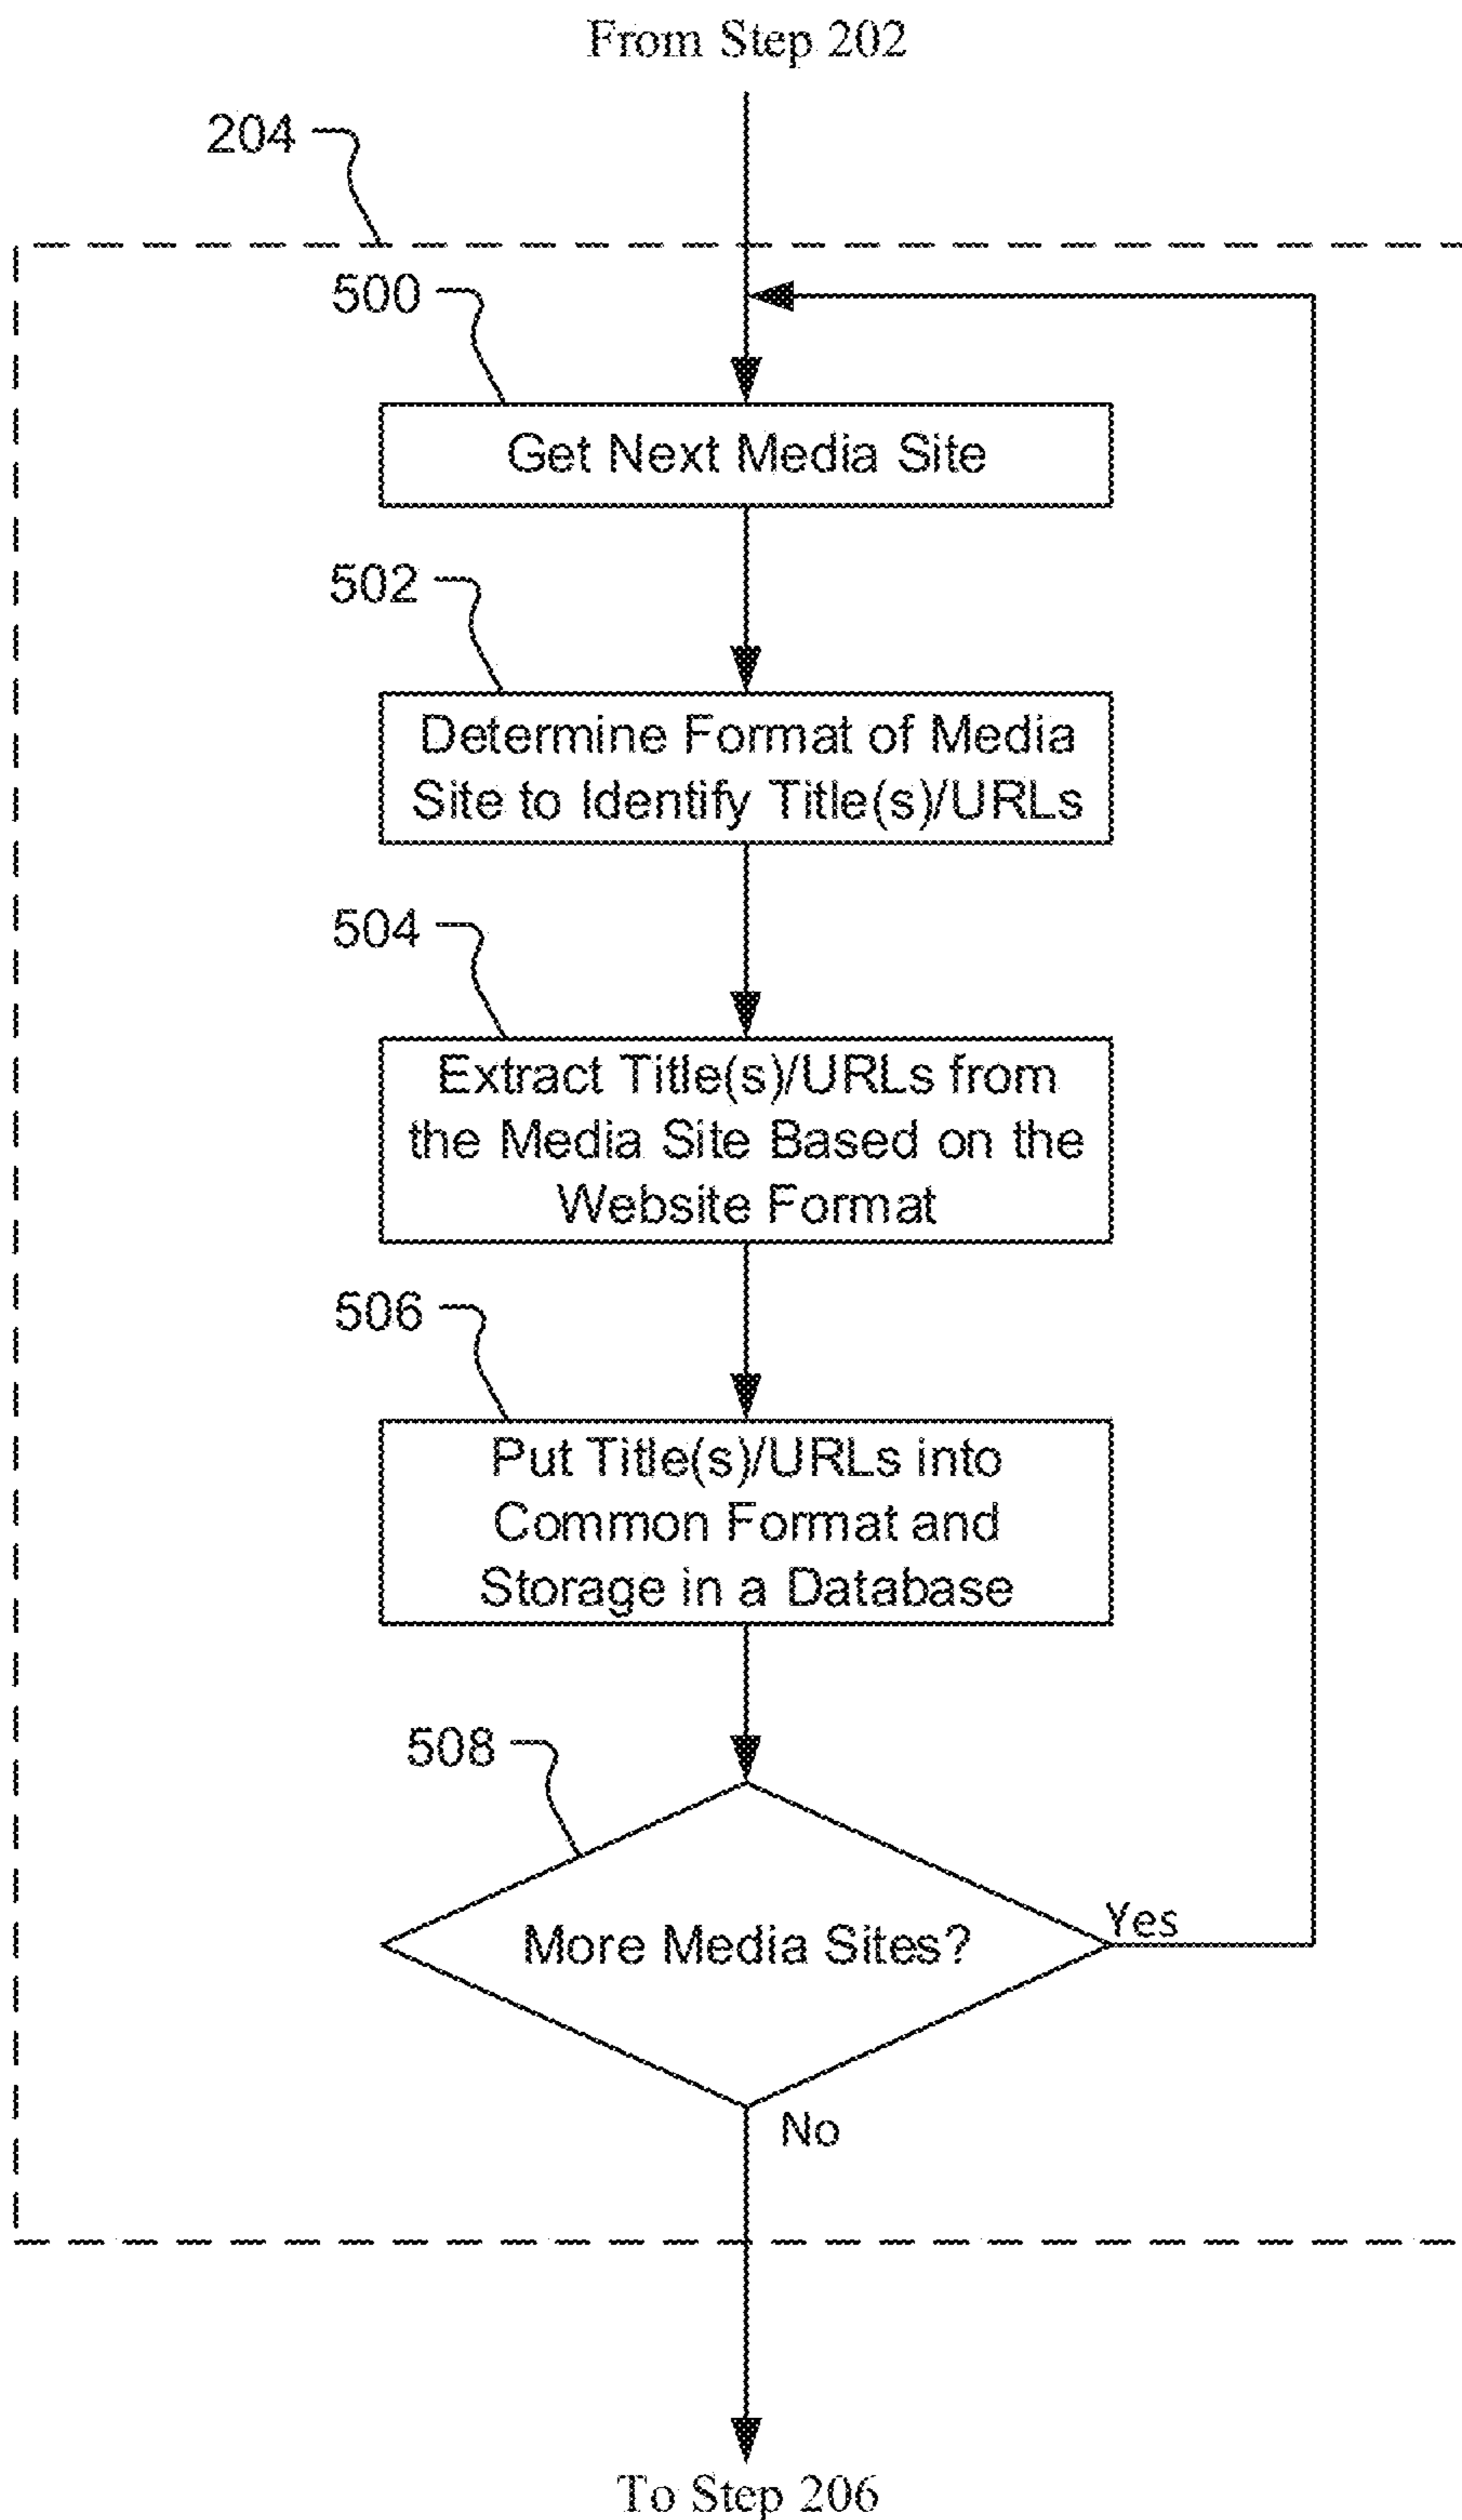 From Step 202
204
500
Get Next Media Site
502
Determine Format of Media
Site to Identify Title(s)/URLs
504
Extract Title(s)/URLs from
the Media Site Based on the
Website Format
506
Put Title(s)/URLs into
Common Format and
Storage in a Database
508
More Media Sites?
Yes
No
To Step 206